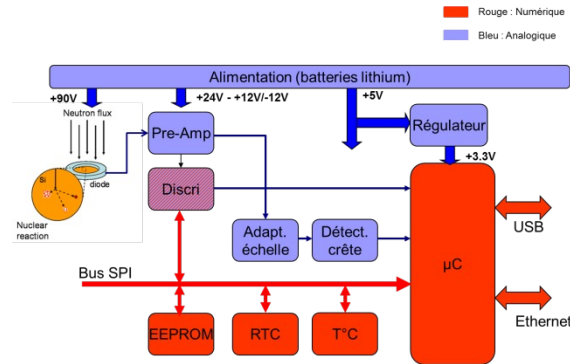 Rouge : Numérique
Bleu : Analogique
Alimentation (batteries lithium)
+90V
+24V - +12V/-12V
+5V
Neutron flux
Pre-Amp
Régulateur
+3.3V
Si
diode
Discri
Nuclear
reaction
Adapt.
échelle
Détect.
crête
µC
USB
Bus SPI
EEPROM
RTC
T°C
Ethernet